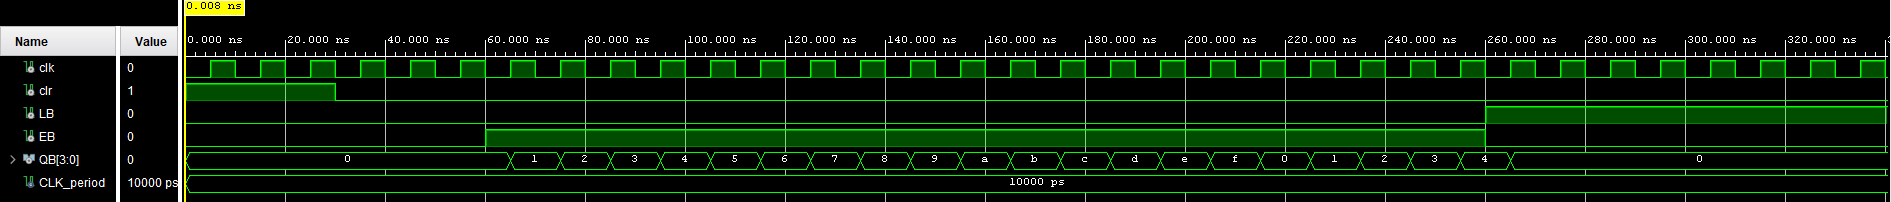 0.008 ns
Name Value 0.000 ns 20.000 ns 40.000 ns 60.000 ns 80.000 ns 100.000 ns 120.000 ns 140.000 ns 160.000 ns 180.000 ns 200.000 ns 220.000 ns 240.000 ns 260.000 ns 280.000 ns 300.000 ns 320.000 ns
clk 0
clr 1
LB 0
EB 0
QB[3:0] 0 0 1 2 3 4 5 6 7 8 9 a b c d e f 0 1 2 3 4 0
CLK_period 10000 ps 10000 ps